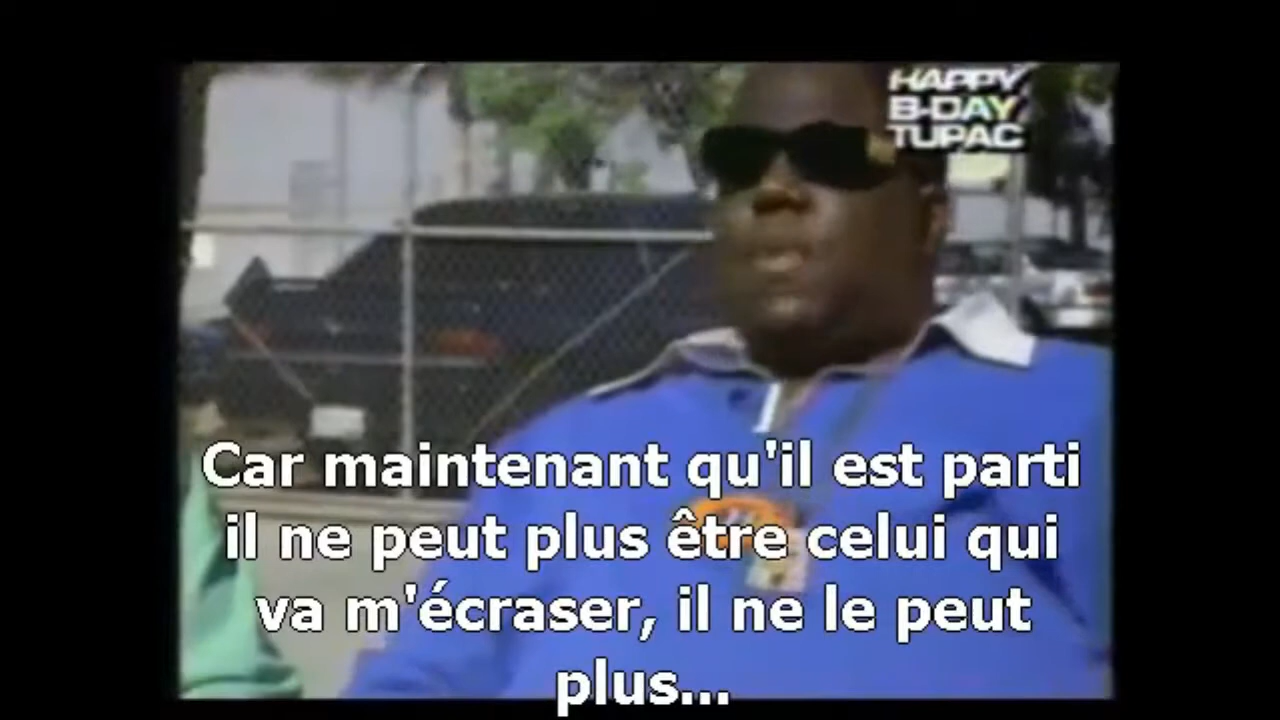 HAPPY
B-DAY
TUPAC
Car maintenant qu'il est parti
il ne peut plus être celui qui
va m'écraser, il ne le peut
plus...